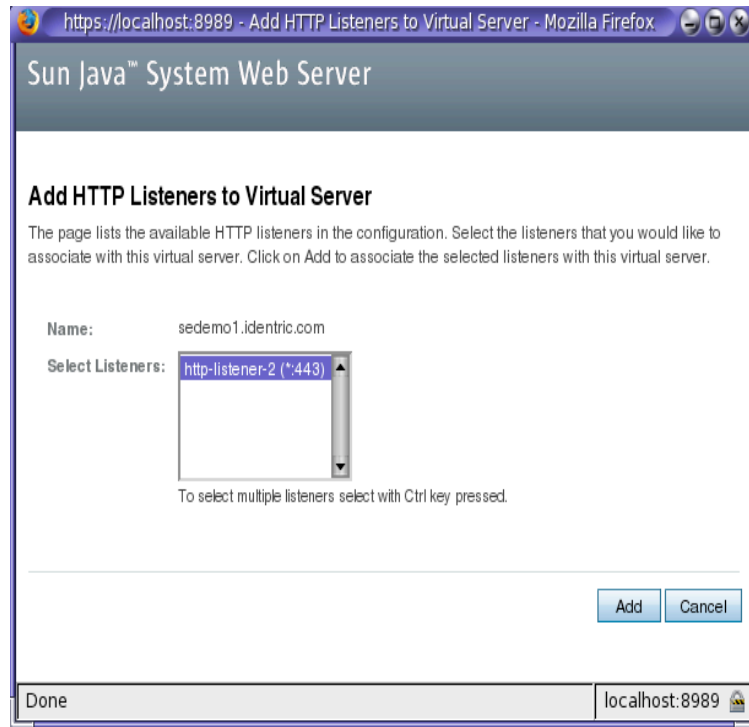 https://localhost:8989 - Add HTTP Listeners to Virtual Server - Mozilla Firefox
Sun Java™ System Web Server
Add HTTP Listeners to Virtual Server
The page lists the available HTTP listeners in the configuration. Select the listeners that you would like to
associate with this virtual server. Click on Add to associate the selected listeners with this virtual server.
Name: sedemo1.identric.com
Select Listeners: http-listener-2 (*:443)
To select multiple listeners select with Ctrl key pressed.
Add Cancel
Done localhost:8989